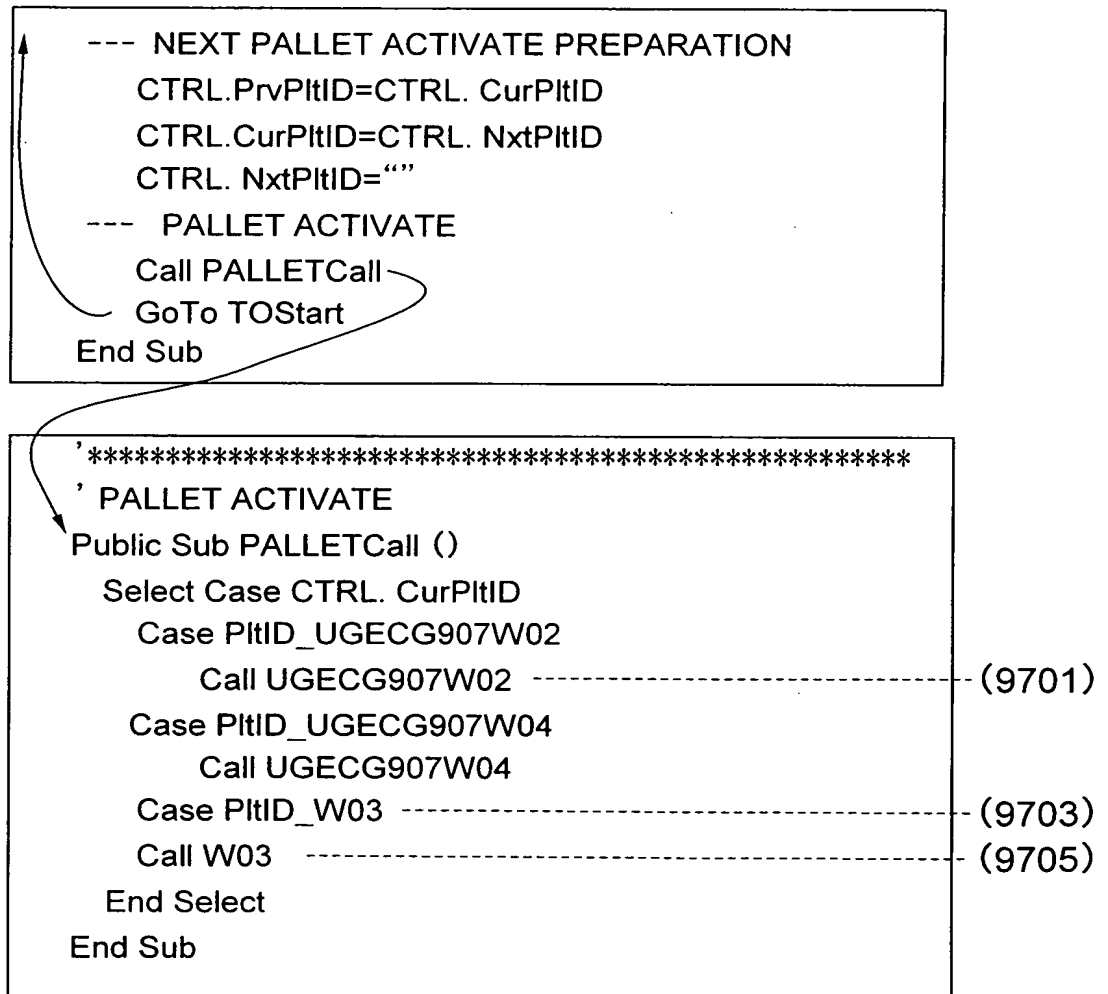 --- NEXT PALLET ACTIVATE PREPARATION
CTRL.PrvPltID=CTRL. CurPltID
CTRL.CurPltID=CTRL. NxtPltID
CTRL. NxtPltID=“”
--- PALLET ACTIVATE
Call PALLETCall
GoTo TOStart
End Sub
’*****************************************************
’ PALLET ACTIVATE
Public Sub PALLETCall ()
Select Case CTRL. CurPltID
Case PltID_UGECG907W02
Call UGECG907W02 (9701)
Case PltID_UGECG907W04
Call UGECG907W04
Case PltID_W03 (9703)
Call W03 (9705)
End Select
End Sub